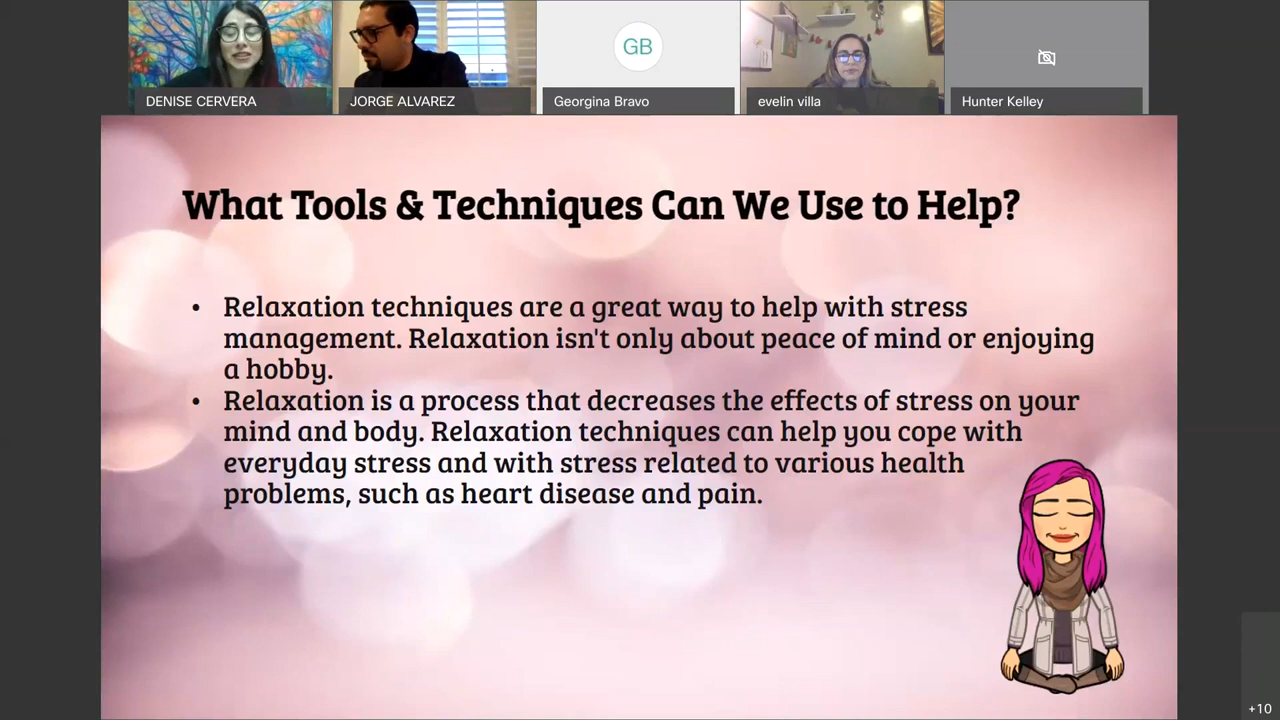 GB
DENISE CERVERA
JORGE ALVAREZ
Georgina Bravo
evelin villa
Hunter Kelley
What Tools & Techniques Can We Use to Help?
• Relaxation techniques are a great way to help with stress
management. Relaxation isn't only about peace of mind or enjoying
a hobby.
• Relaxation is a process that decreases the effects of stress on your
mind and body. Relaxation techniques can help you cope with
everyday stress and with stress related to various health
problems, such as heart disease and pain.
+10